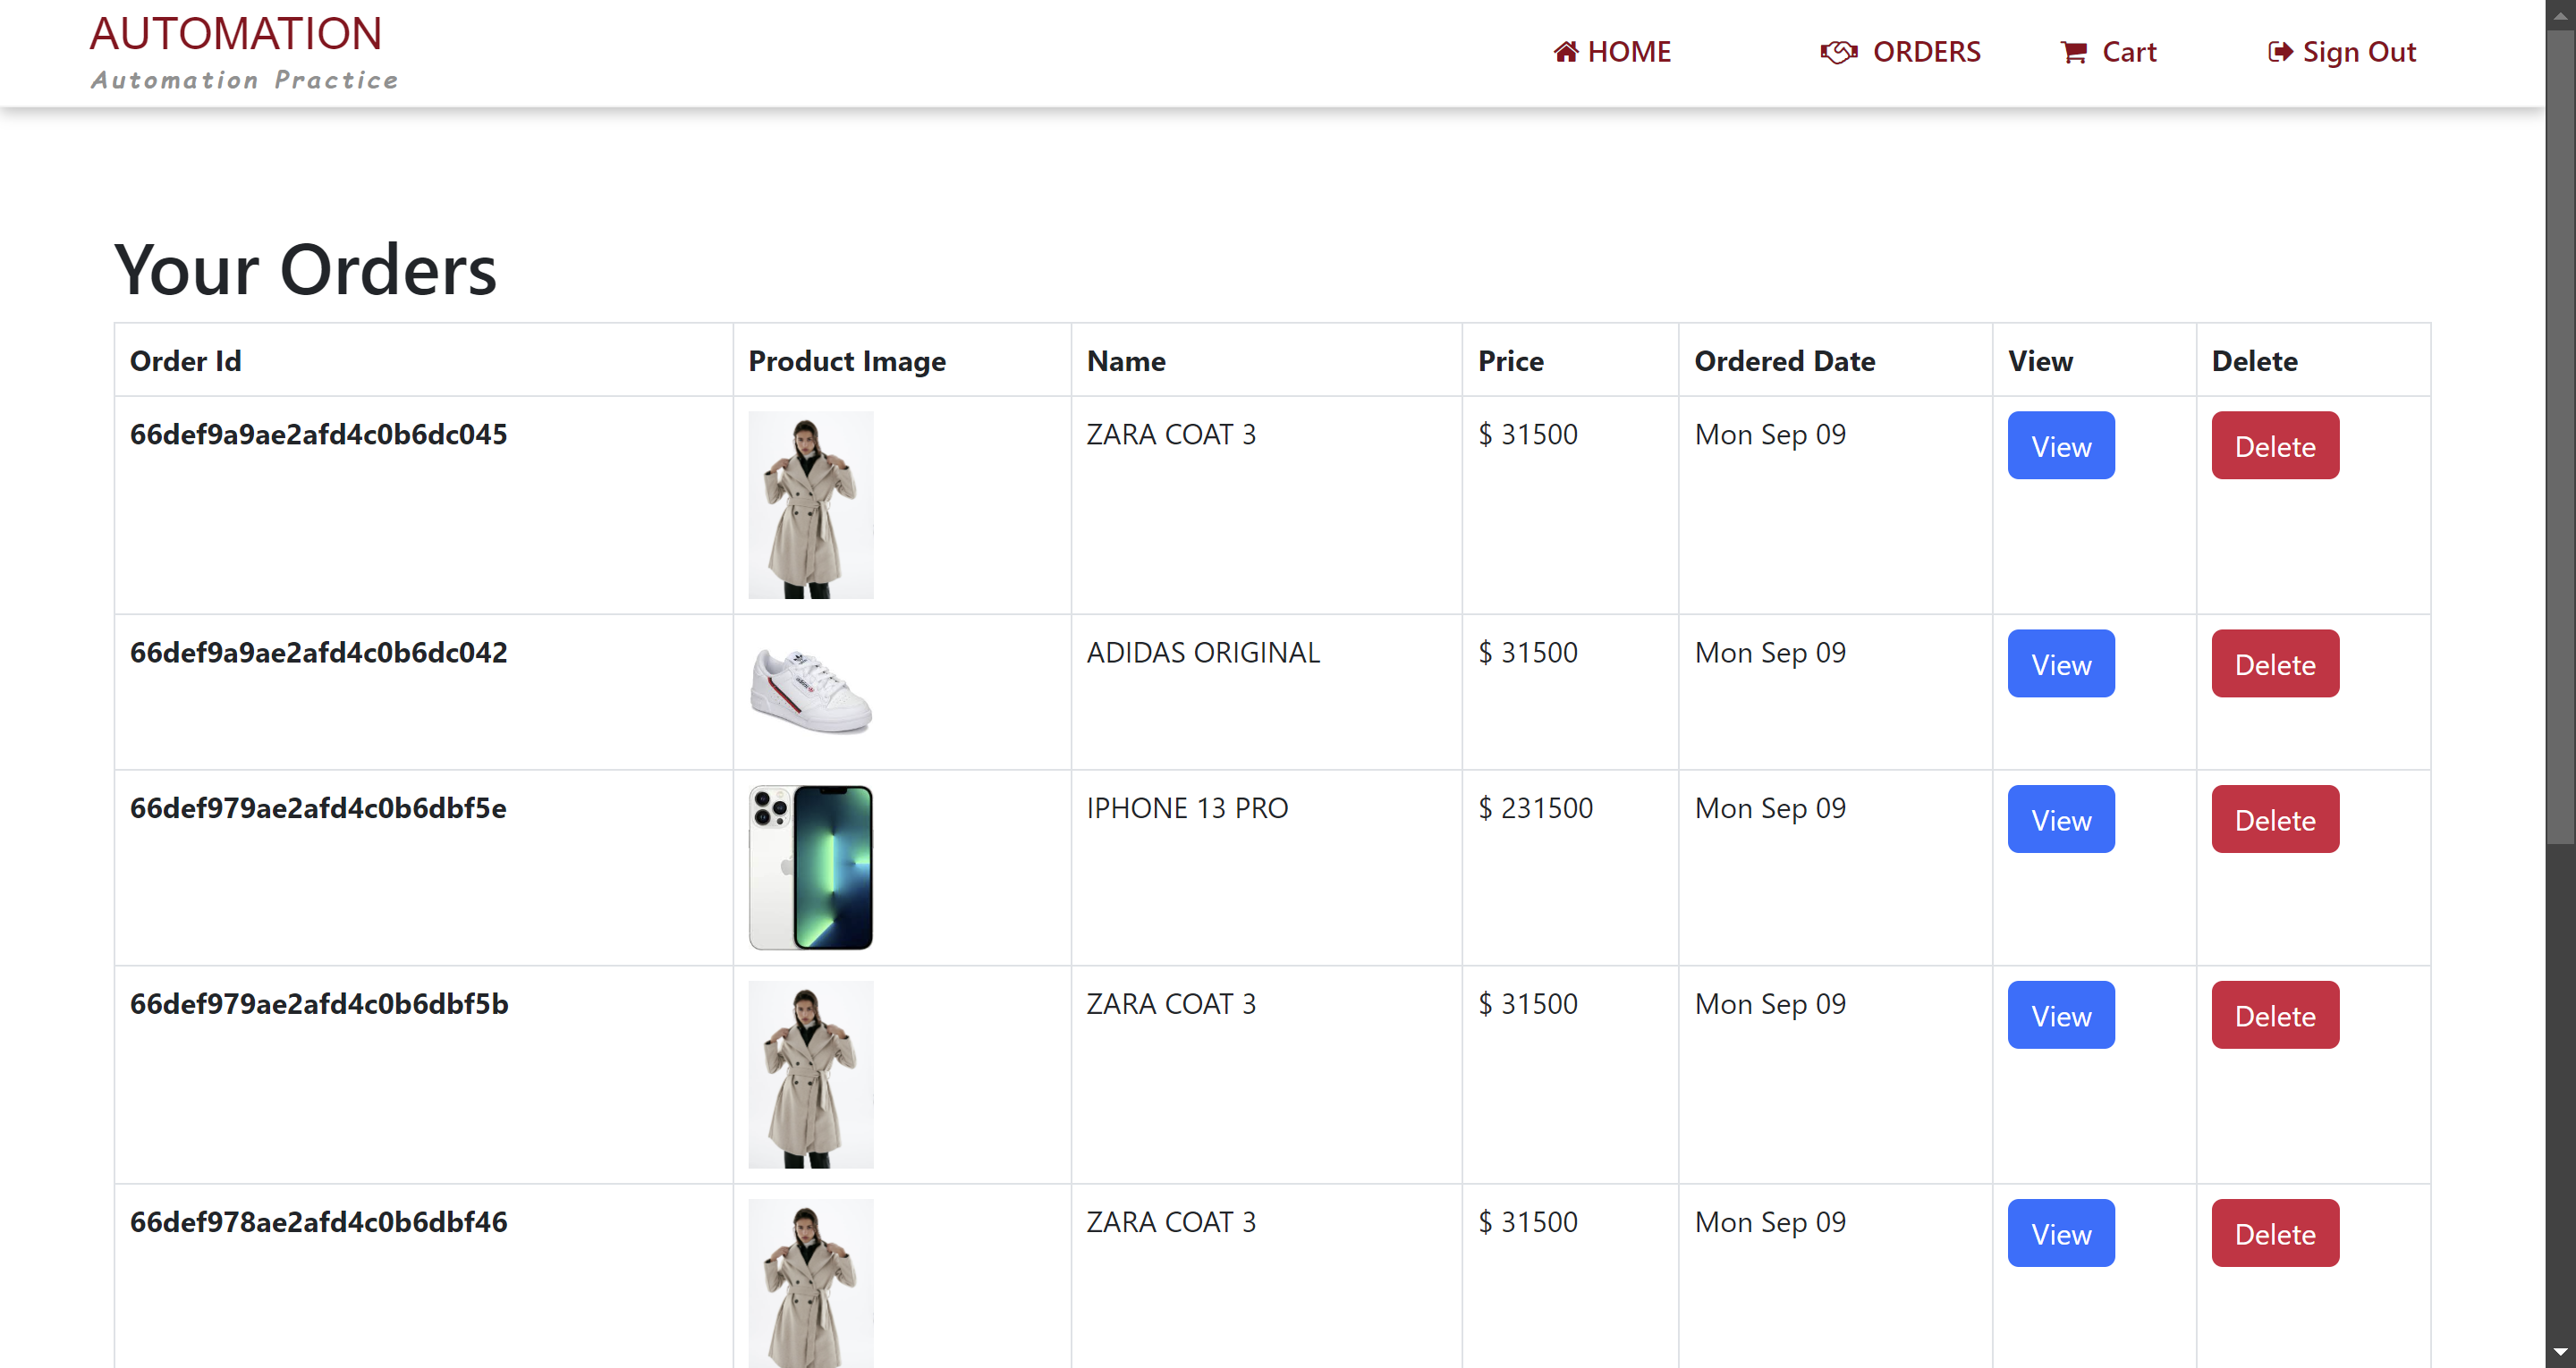 AUTOMATION
Automation Practice
HOME
ORDERS
Cart
Sign Out
Your Orders
Order Id Product Image Name Price Ordered Date View Delete
66def9a9ae2afd4c0b6dc045 ZARA COAT 3 $ 31500 Mon Sep 09 View Delete
66def9a9ae2afd4c0b6dc042 ADIDAS ORIGINAL $ 31500 Mon Sep 09 View Delete
66def979ae2afd4c0b6dbf5e IPHONE 13 PRO $ 231500 Mon Sep 09 View Delete
66def979ae2afd4c0b6dbf5b ZARA COAT 3 $ 31500 Mon Sep 09 View Delete
66def978ae2afd4c0b6dbf46 ZARA COAT 3 $ 31500 Mon Sep 09 View Delete